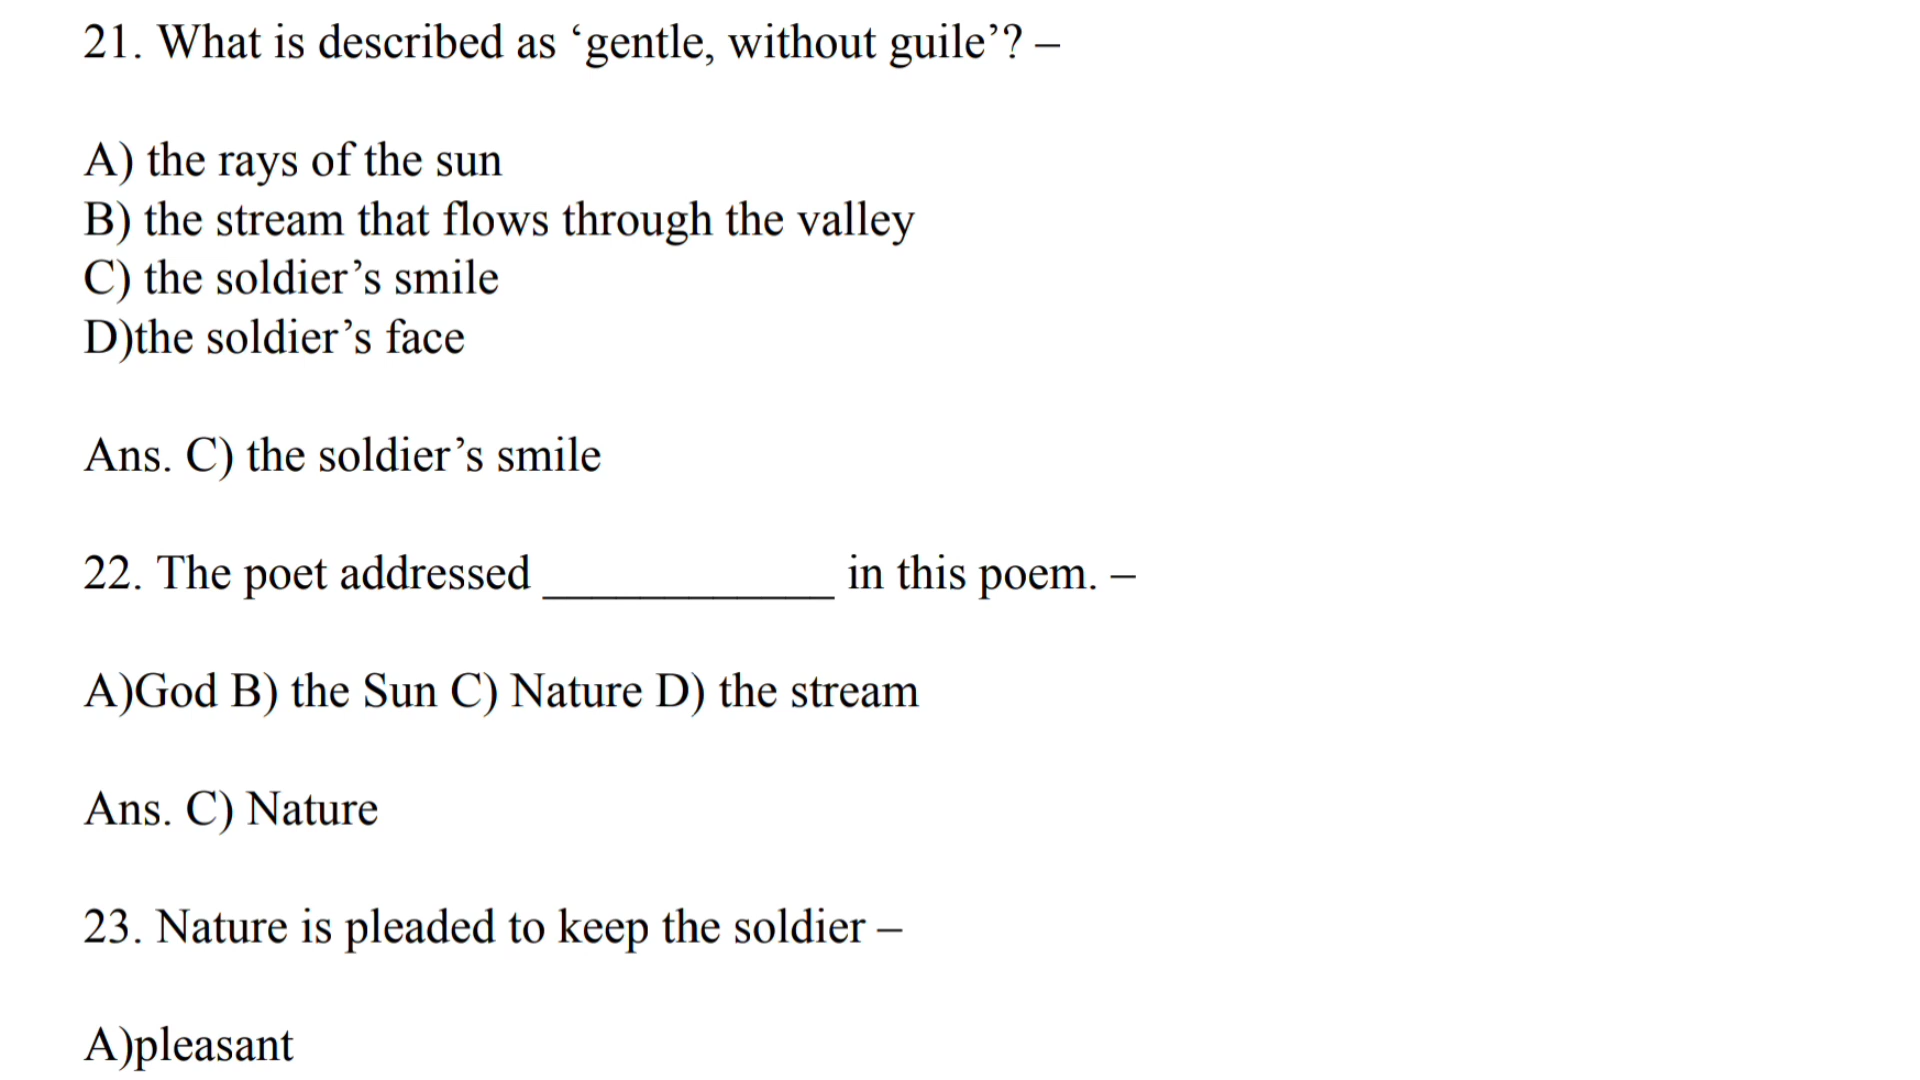 21. What is described as ‘gentle, without guile’? –
A) the rays of the sun
B) the stream that flows through the valley
C) the soldier’s smile
D)the soldier’s face
Ans. C) the soldier’s smile
22. The poet addressed ____________ in this poem. –
A)God B) the Sun C) Nature D) the stream
Ans. C) Nature
23. Nature is pleaded to keep the soldier –
A)pleasant